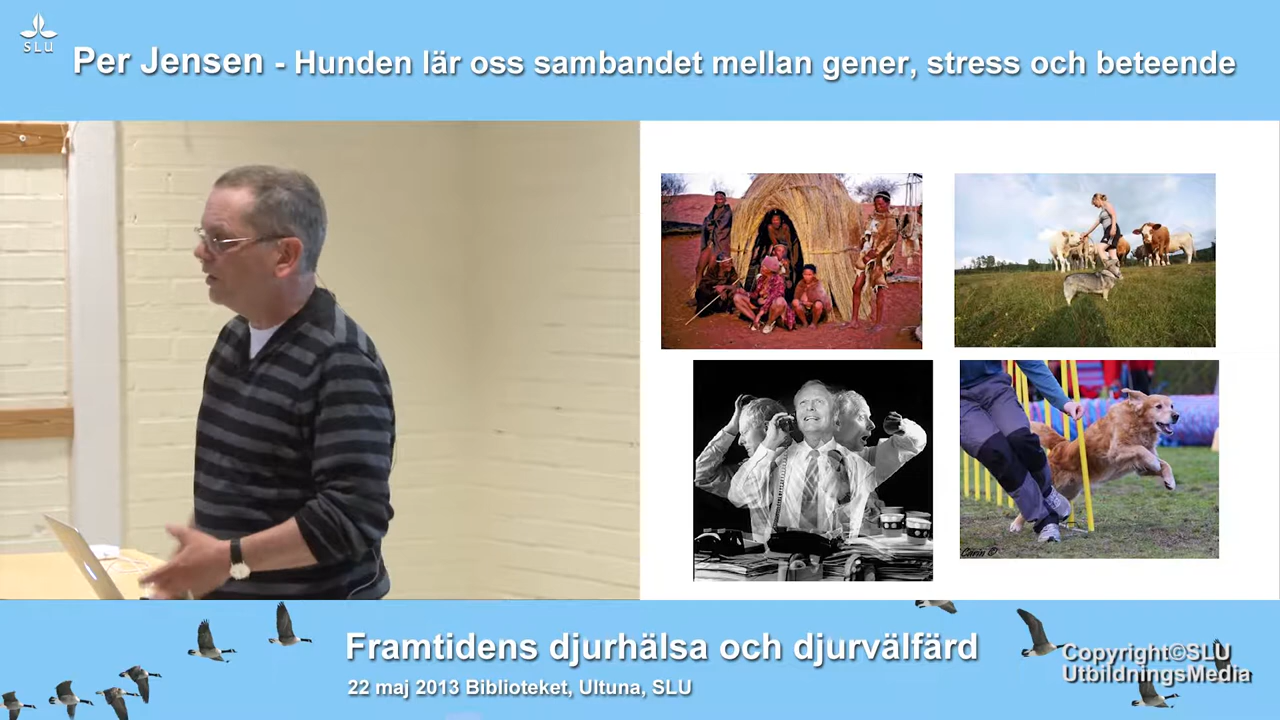 SLU
Per Jensen - Hunden lär oss sambandet mellan gener, stress och beteende
Carin ©
Framtidens djurhälsa och djurvälfärd
22 maj 2013 Biblioteket, Ultuna, SLU
Copyright©SLU
UtbildningsMedia